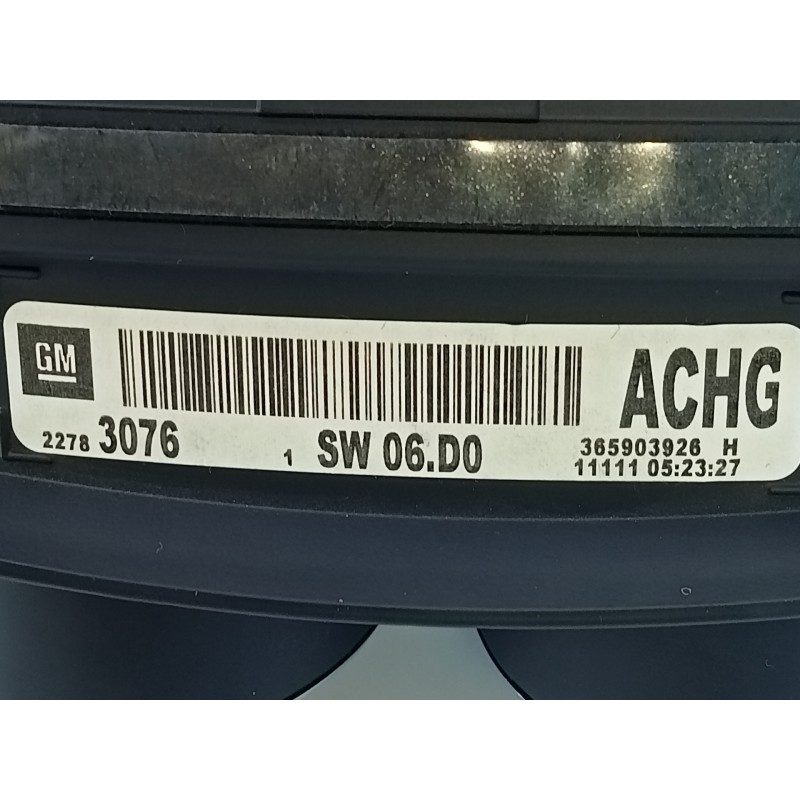 GM
ACHG
2278 3076 1 SW 06.D0 365903926 H
11111 05:23:27